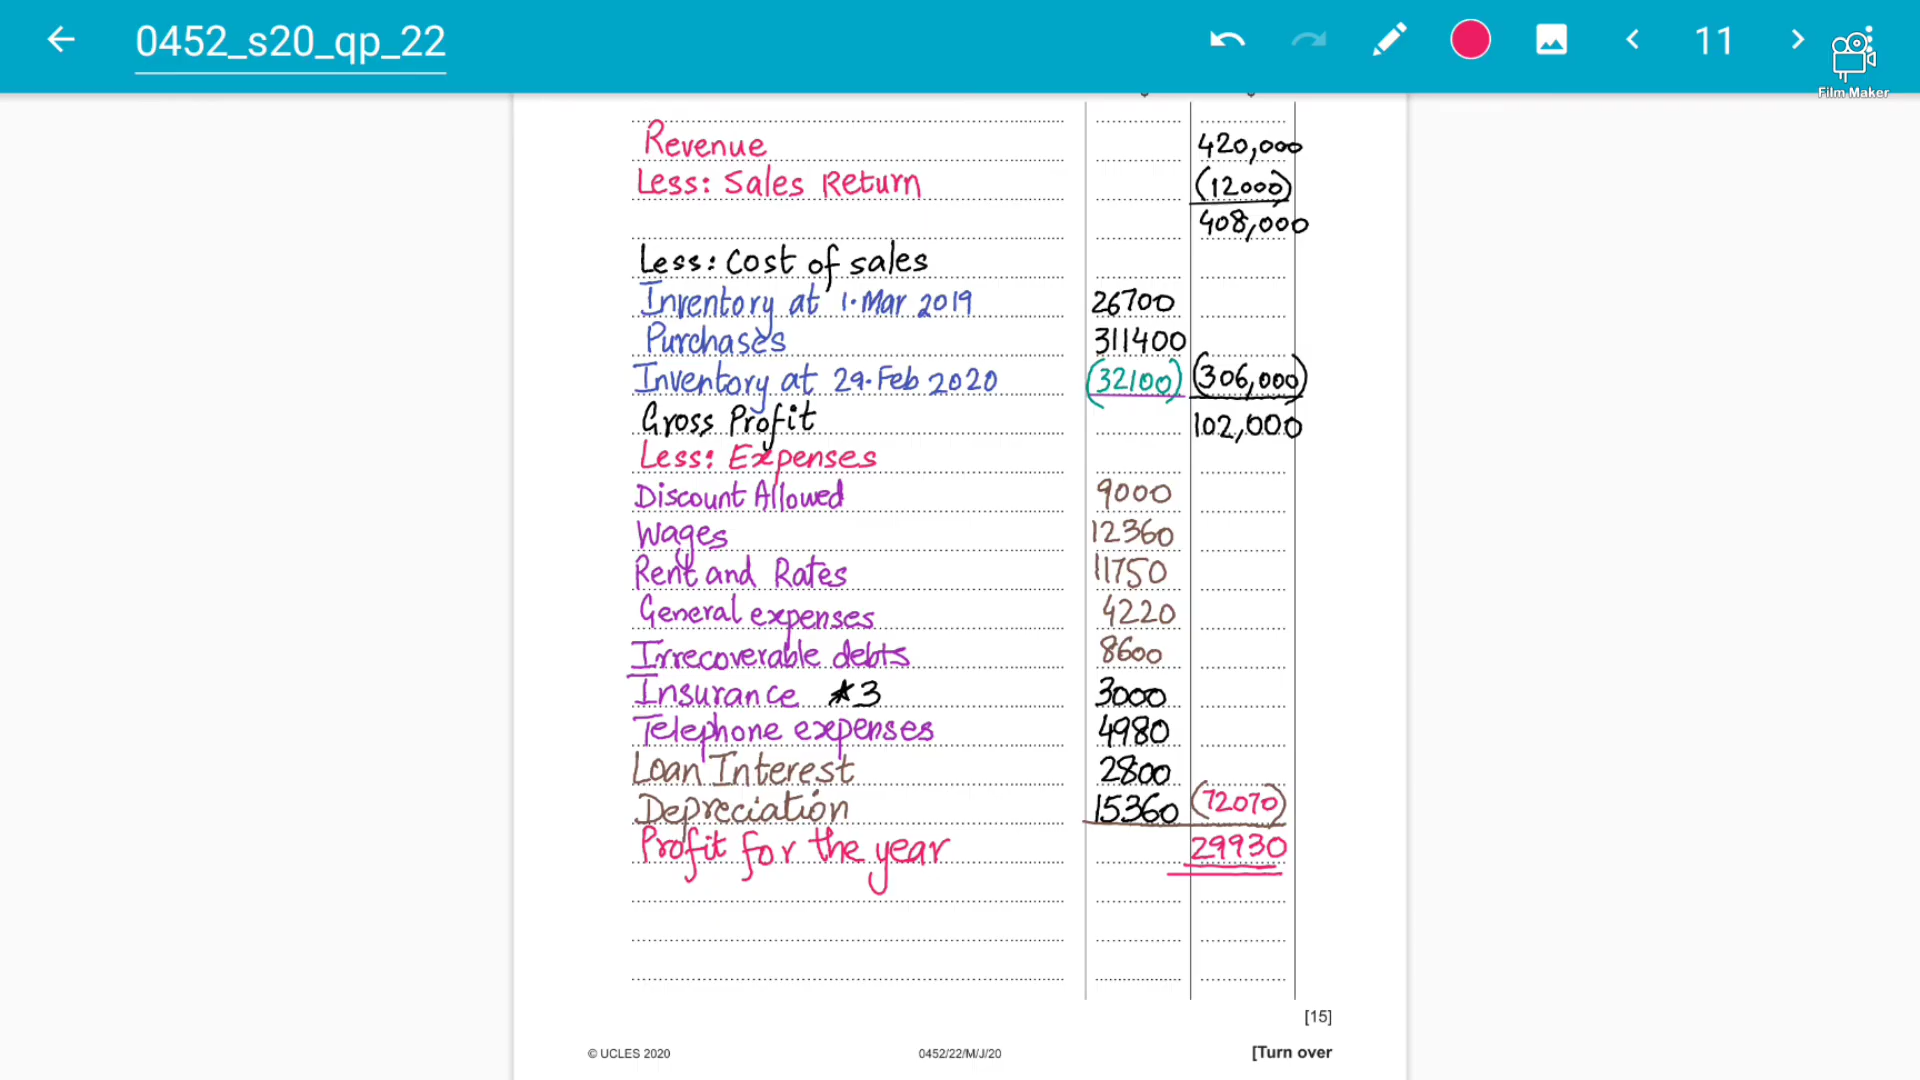 0452_s20_qp_22
11
Film Maker
Revenue 420,000
Less: Sales Return (12000)
408,000
Less: Cost of sales
Inventory at 1.Mar 2019 26700
Purchases 311400
Inventory at 29.Feb 2020 (32100) (306,000)
Gross Profit 102,000
Less: Expenses
Discount Allowed 9000
Wages 12360
Rent and Rates 11750
General expenses 4220
Irrecoverable debts 8600
Insurance *3 3000
Telephone expenses 4980
Loan Interest 2800
Depreciation 15360 (72070)
Profit for the year 29930
[15]
© UCLES 2020 0452/22/M/J/20 [Turn over